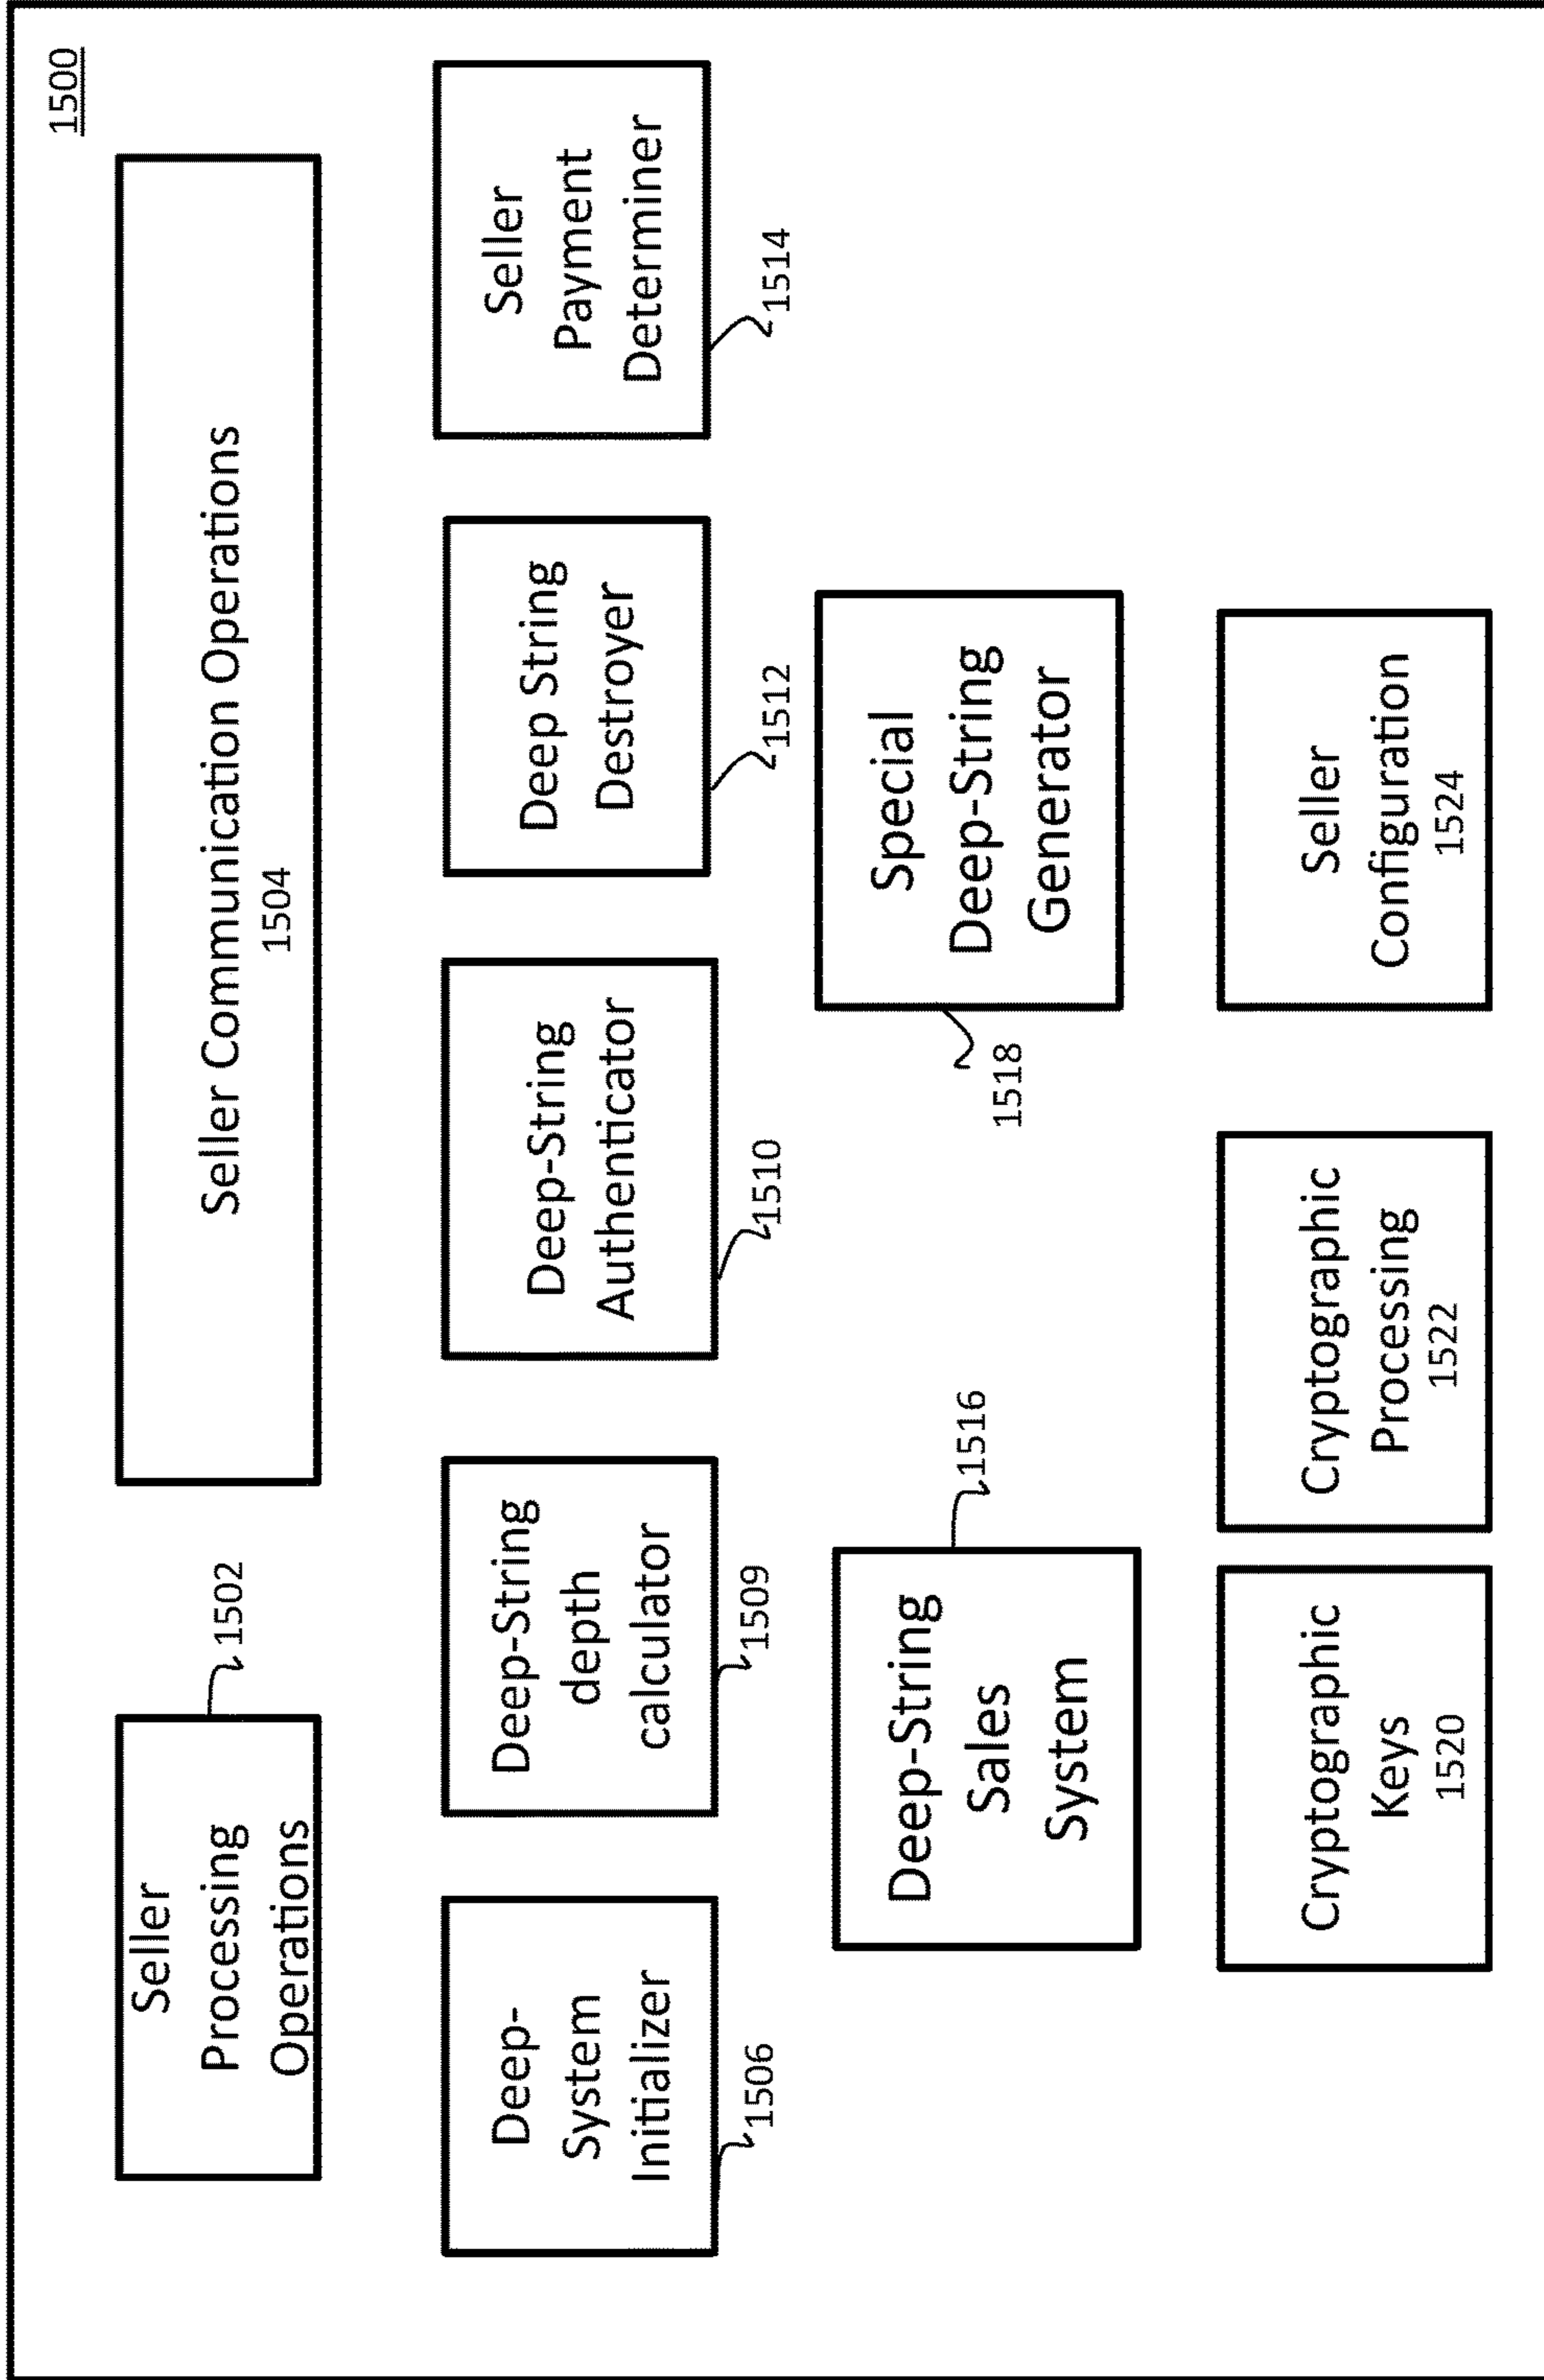 1500
Seller
Processing
Operations
1502
Seller Communication Operations
1504
Deep-
System
Initializer
1506
Deep-String
depth
calculator
1509
Deep-String
Authenticator
1510
Deep String
Destroyer
1512
Seller
Payment
Determiner
1514
Deep-String
Sales
System
1516
Special
Deep-String
Generator
1518
Cryptographic
Keys
1520
Cryptographic
Processing
1522
Seller
Configuration
1524